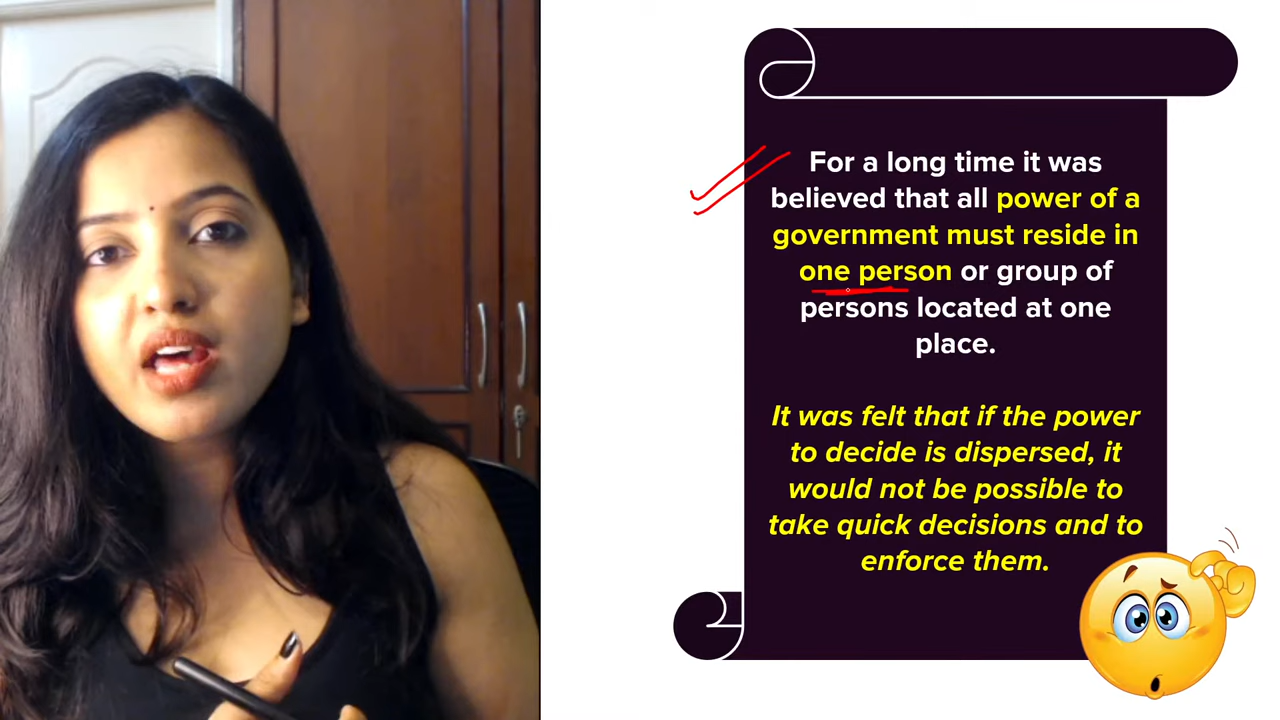 For a long time it was
believed that all power of a
government must reside in
one person or group of
persons located at one
place.
It was felt that if the power
to decide is dispersed, it
would not be possible to
take quick decisions and to
enforce them.